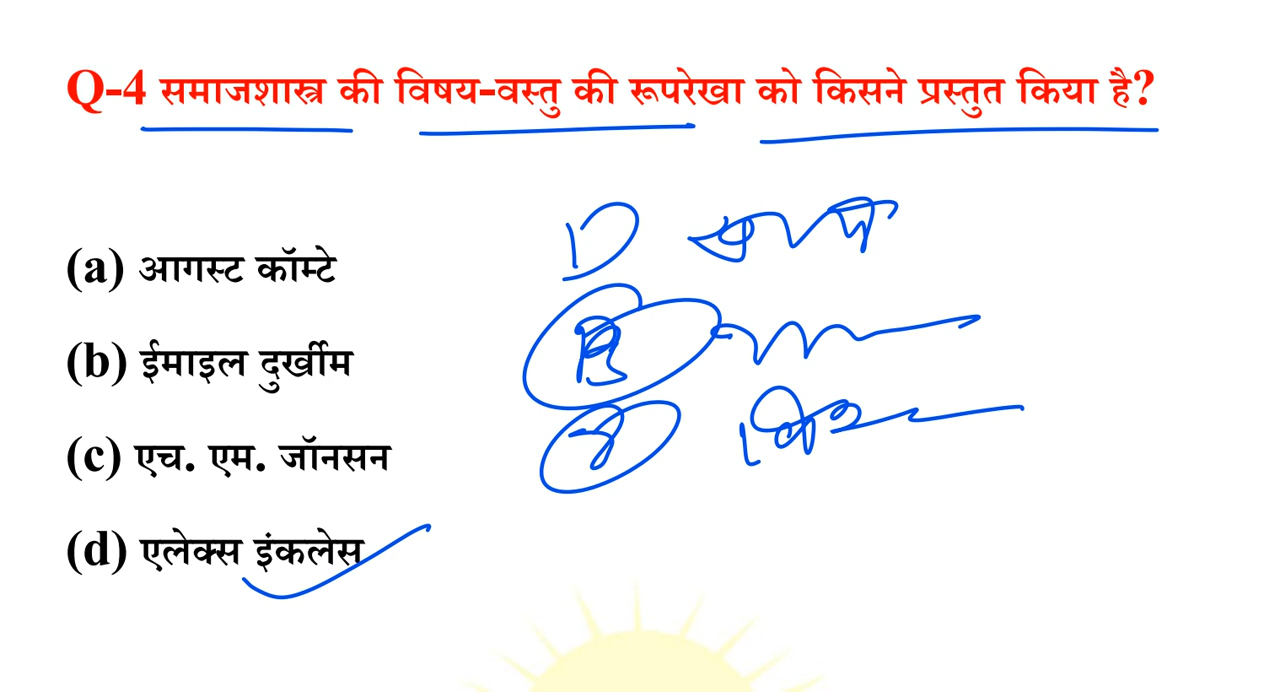 Q-4 समाजशास्त्र की विषय-वस्तु की रूपरेखा को किसने प्रस्तुत किया है?
(a) आगस्ट कॉम्टे
(b) ईमाइल दुर्खीम
(c) एच. एम. जॉनसन
(d) एलेक्स इंकलेस